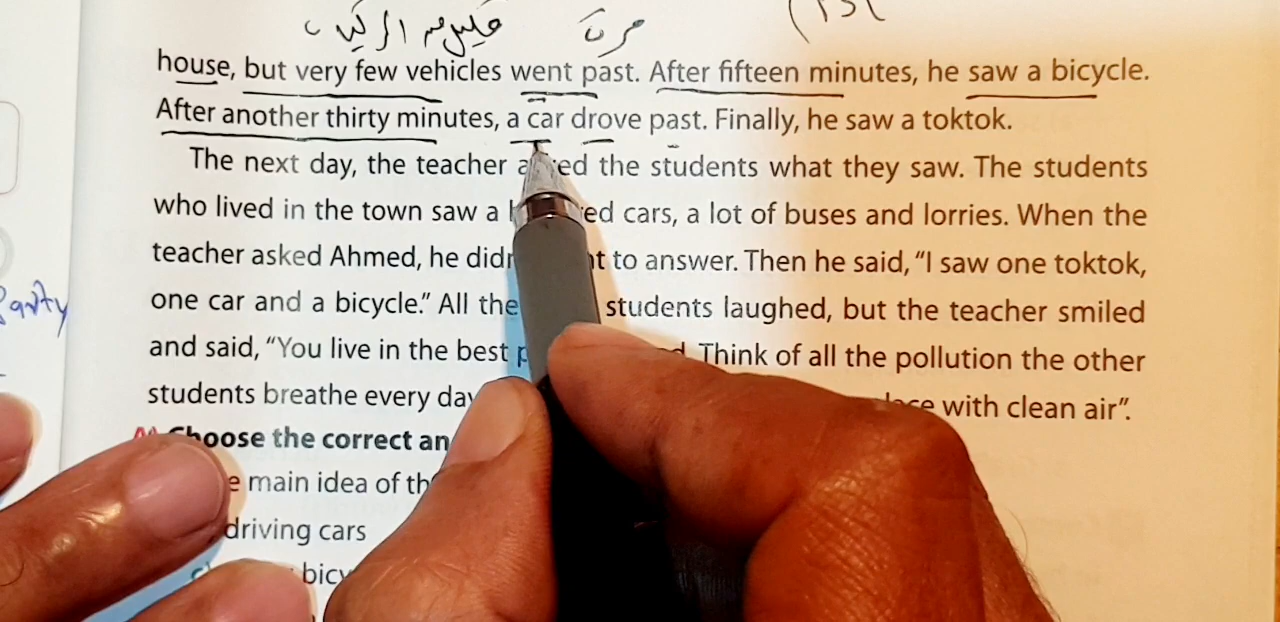 قليل من المركبات مرت
house, but very few vehicles went past. After fifteen minutes, he saw a bicycle.
After another thirty minutes, a car drove past. Finally, he saw a toktok.
The next day, the teacher the students what they saw. The students
who lived in the town saw a cars, a lot of buses and lorries. When the
teacher asked Ahmed, he to answer. Then he said, “I saw one toktok,
one car and a bicycle.” All the students laughed, but the teacher smiled
and said, “You live in the best Think of all the pollution the other
students breathe every with clean air”.
Choose the correct
main idea of
driving cars
Party